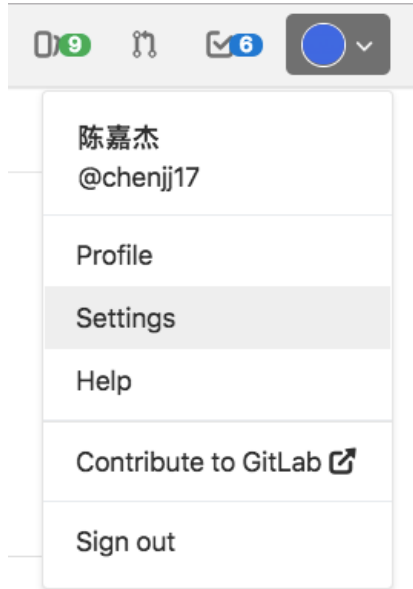 9
6
陈嘉杰
@chenjj17
Profile
Settings
Help
Contribute to GitLab
Sign out